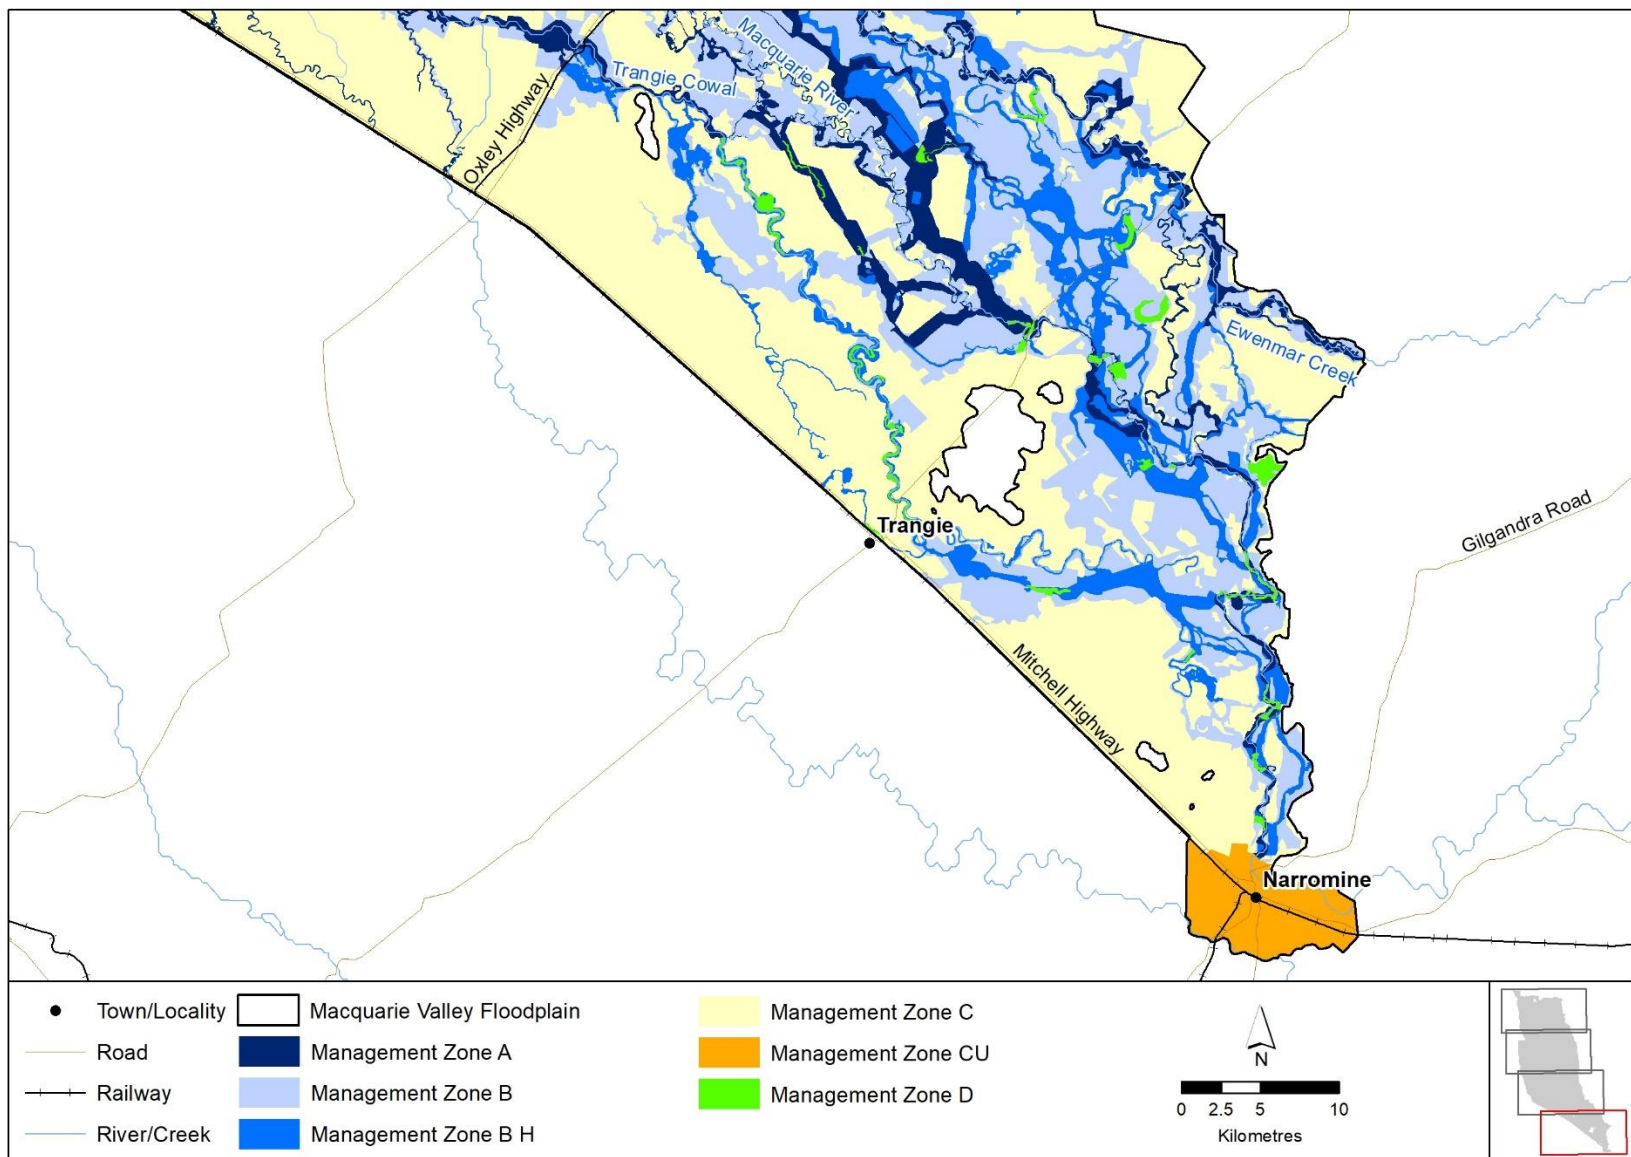 Macquarie River
Trangie Cowal
Oxley Highway
Ewenmar Creek
Gilgandra Road
Trangie
Mitchell Highway
Narromine
Town/Locality
Road
Railway
River/Creek
Macquarie Valley Floodplain
Management Zone A
Management Zone B
Management Zone B H
Management Zone C
Management Zone CU
Management Zone D
N
0 2.5 5 10
Kilometres